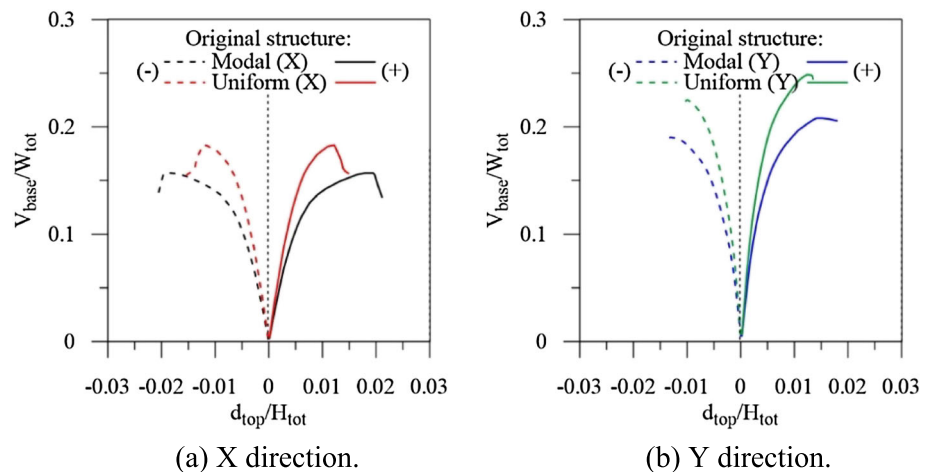 0.3
Original structure:
(-) Modal (X) (+)
Uniform (X)
0.2
0.1
0
V_base/W_tot
-0.03 -0.02 -0.01 0 0.01 0.02 0.03
d_top/H_tot
(a) X direction.
0.3
Original structure:
(-) Modal (Y) (+)
Uniform (Y)
0.2
0.1
0
V_base/W_tot
-0.03 -0.02 -0.01 0 0.01 0.02 0.03
d_top/H_tot
(b) Y direction.